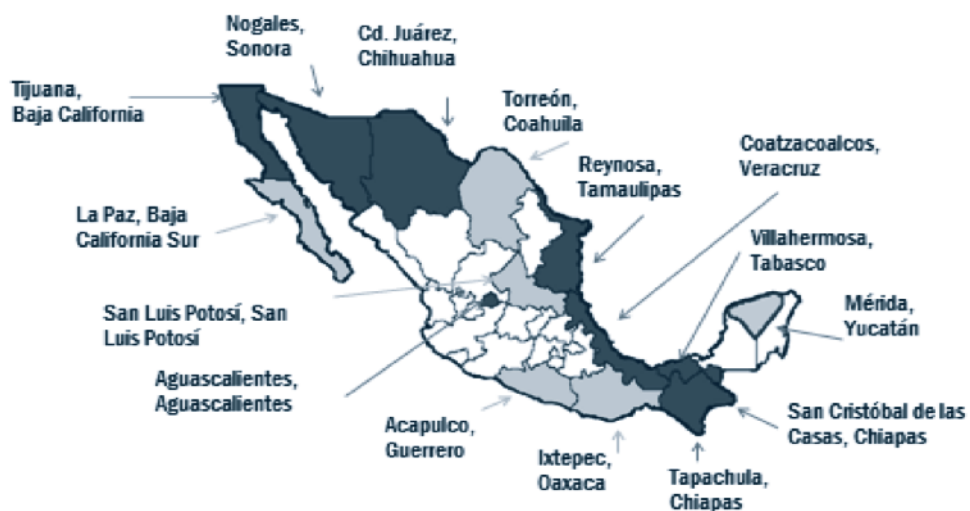 Nogales,
Sonora
Cd. Juárez,
Chihuahua
Tijuana,
Baja California
Torreón,
Coahuila
Coatzacoalcos,
Veracruz
Reynosa,
Tamaulipas
La Paz, Baja
California Sur
Villahermosa,
Tabasco
San Luis Potosí, San
Luis Potosí
Mérida,
Yucatán
Aguascalientes,
Aguascalientes
Acapulco,
Guerrero
San Cristóbal de las
Casas, Chiapas
Ixtepec,
Oaxaca
Tapachula,
Chiapas